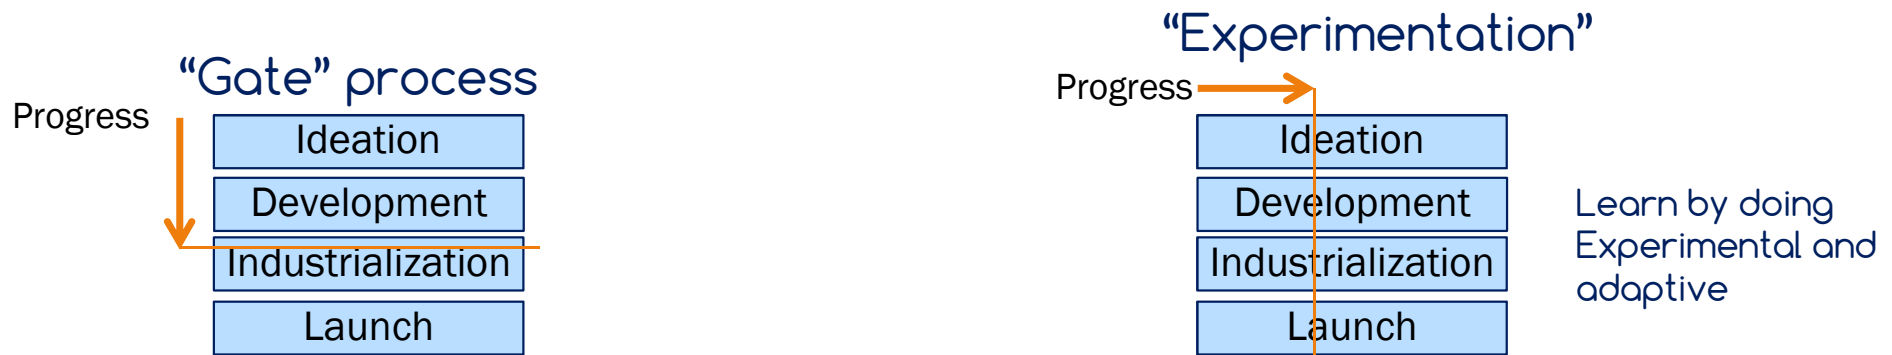 “Gate” process
Progress
Ideation
Development
Industrialization
Launch
“Experimentation”
Progress
Ideation
Development
Industrialization
Launch
Learn by doing
Experimental and
adaptive